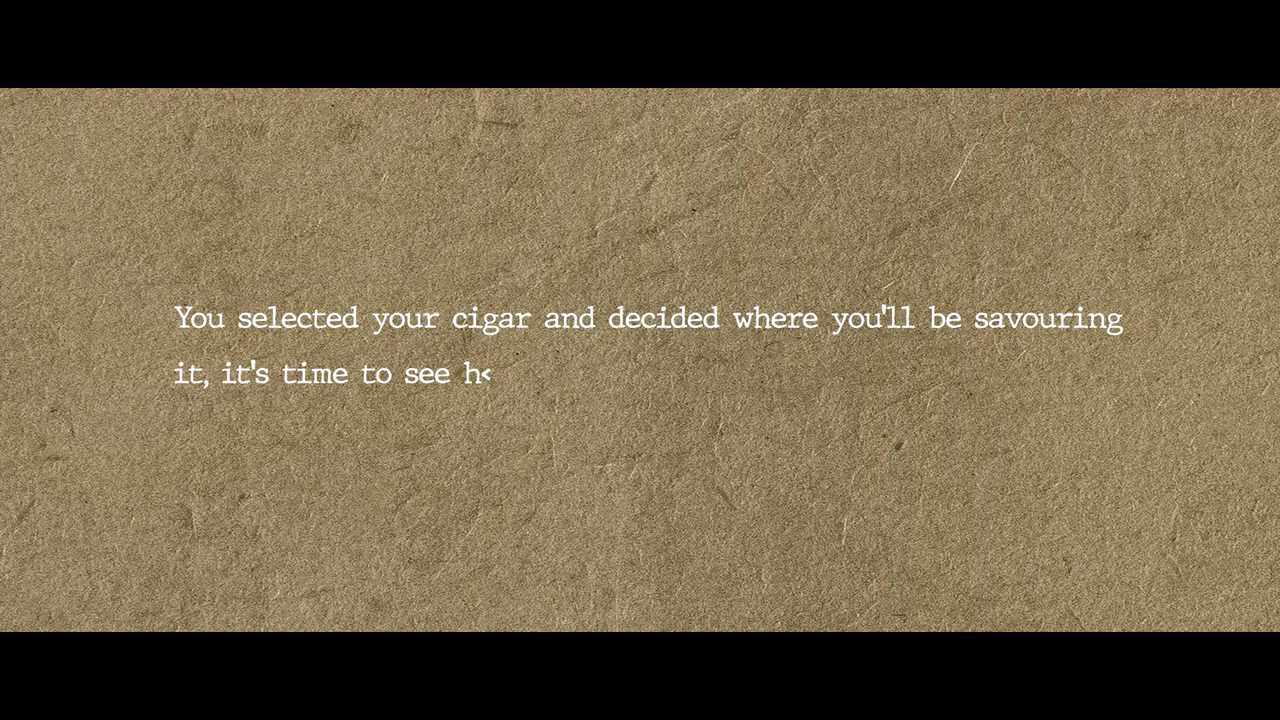 You selected your cigar and decided where you'll be savouring
it, it's time to see h<